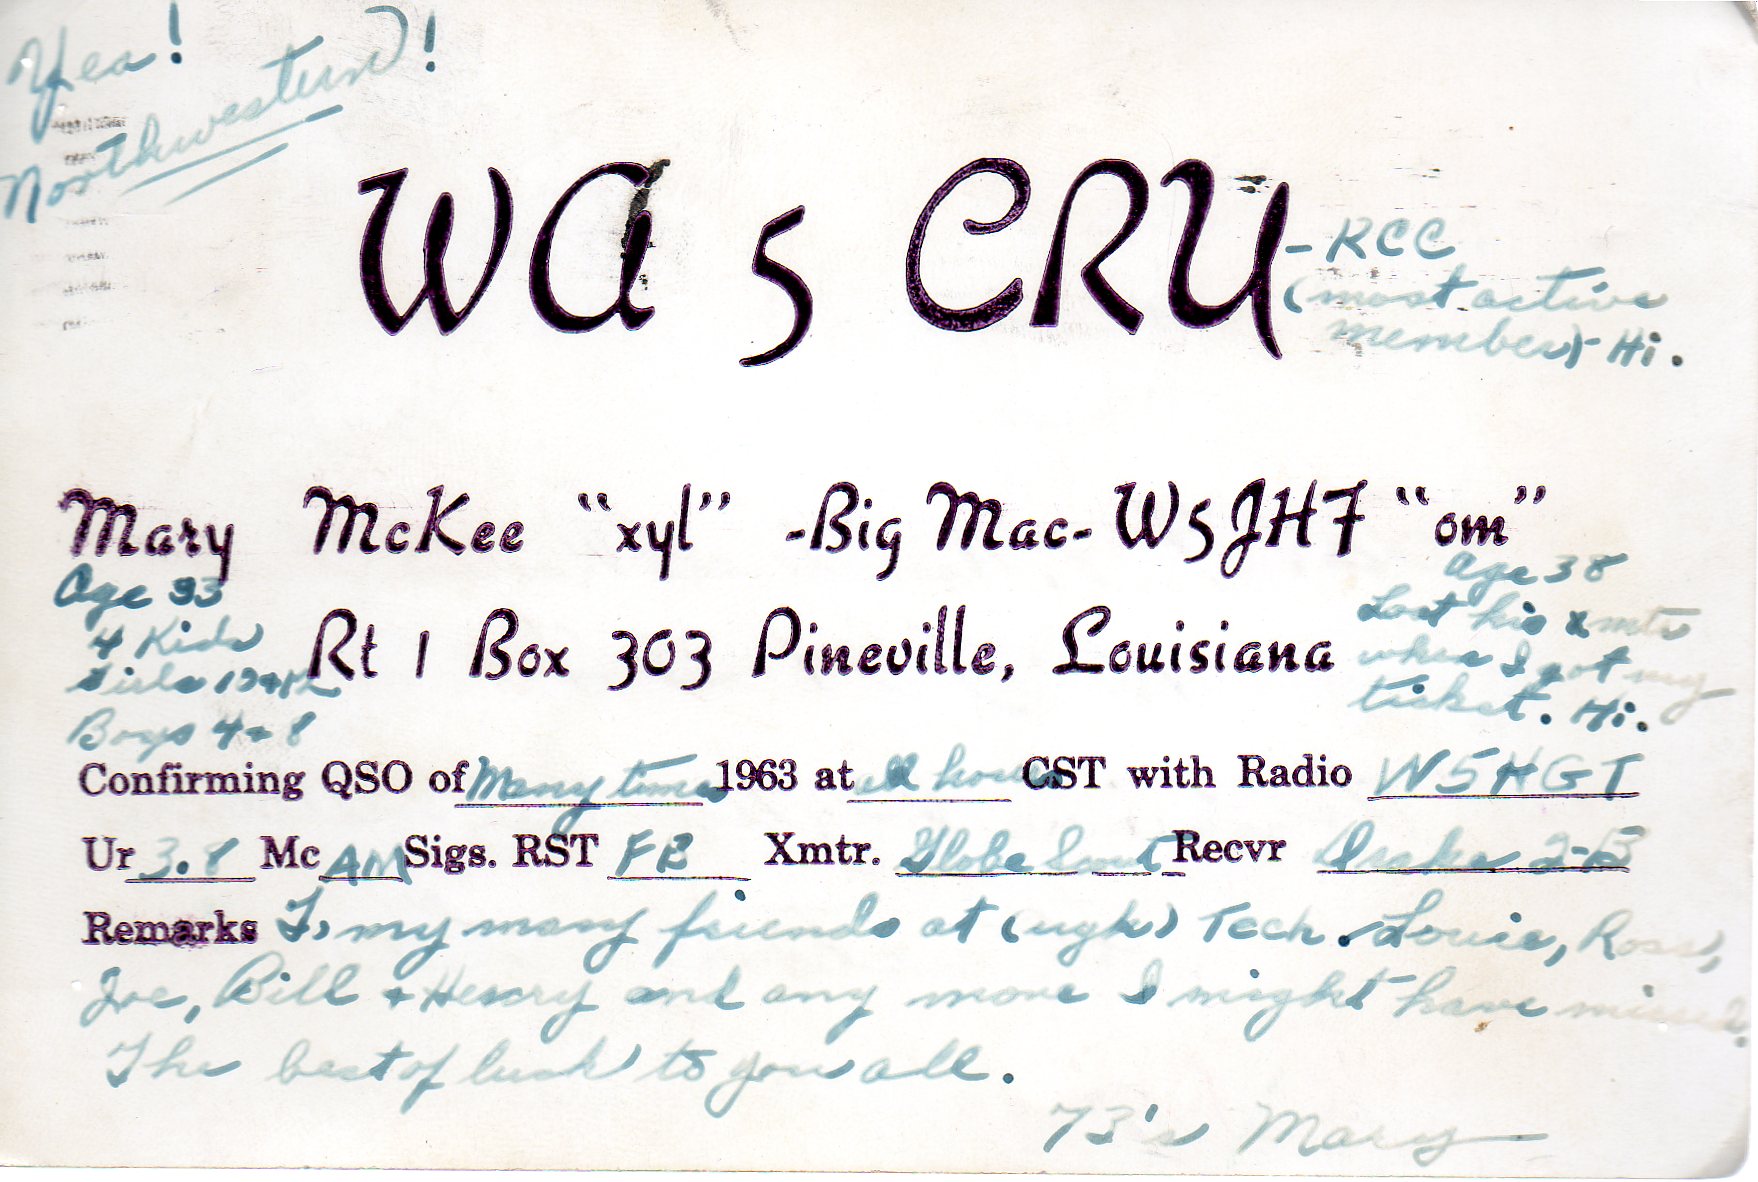 Yea!
Northwestern!
WA 5 CRU
- RCC
(most active
member) - Hi.
Mary McKee "xyl" -Big Mac- W5JHF "om"
Age 33
4 Kids
Girls 12
Boys 4 + 8
Age 38
Lost his xmtr
when I got my
ticket. Hi.
Rt 1 Box 303 Pineville, Louisiana
Confirming QSO of Many times 1963 at all hours CST with Radio W5HGT
Ur 3.8 Mc AM Sigs. RST FB Xmtr. Globe Scout Recvr Drake 2-B
Remarks To my many friends at (ugh) Tech. Louie, Ross,
Joe, Bill + Henry and any more I might have missed.
The best of luck to you all.
73's Mary